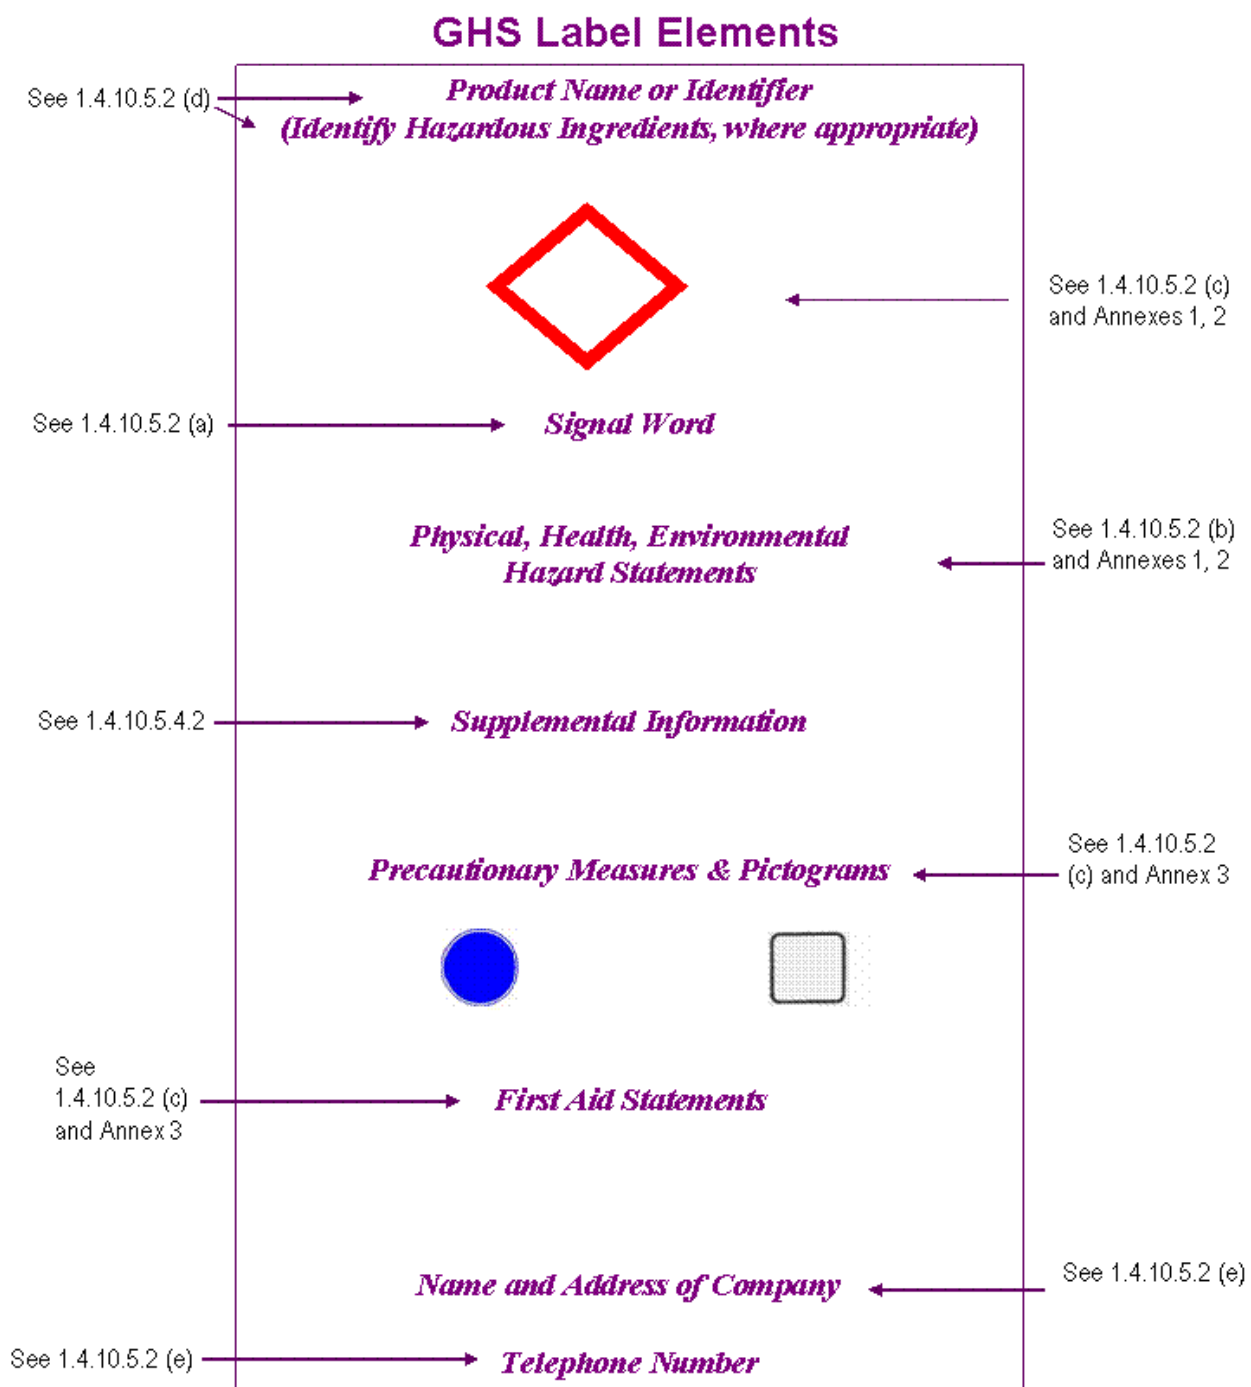 GHS Label Elements
See 1.4.10.5.2 (d)
Product Name or Identifier
(Identify Hazardous Ingredients, where appropriate)
See 1.4.10.5.2 (c)
and Annexes 1, 2
See 1.4.10.5.2 (a)
Signal Word
Physical, Health, Environmental
Hazard Statements
See 1.4.10.5.2 (b)
and Annexes 1, 2
See 1.4.10.5.4.2
Supplemental Information
Precautionary Measures & Pictograms
See 1.4.10.5.2
(c) and Annex 3
See
1.4.10.5.2 (c)
and Annex 3
First Aid Statements
Name and Address of Company
See 1.4.10.5.2 (e)
See 1.4.10.5.2 (e)
Telephone Number